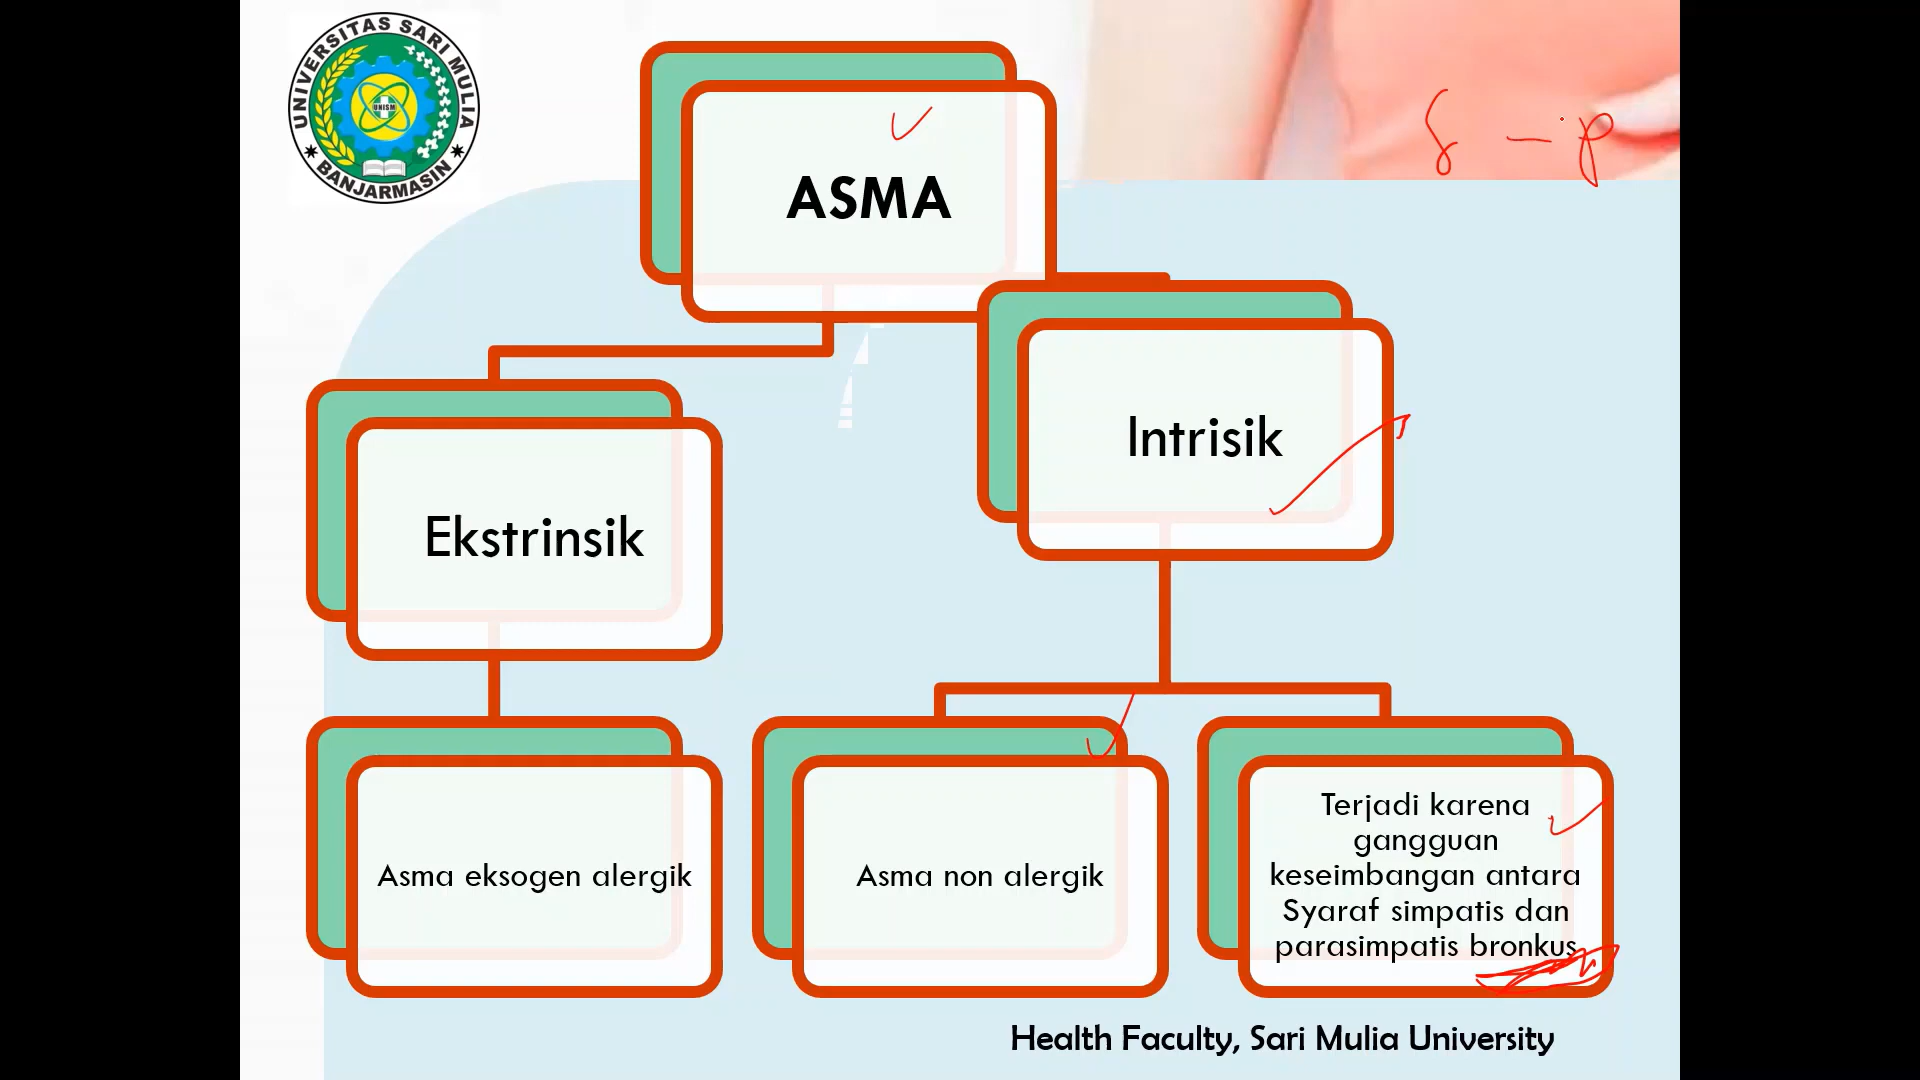 UNIVERSITAS SARI MULIA
UNISM
BANJARMASIN
S - P
ASMA
Intrisik
Ekstrinsik
Asma eksogen alergik
Asma non alergik
Terjadi karena
gangguan
keseimbangan antara
Syaraf simpatis dan
parasimpatis bronkus
Health Faculty, Sari Mulia University